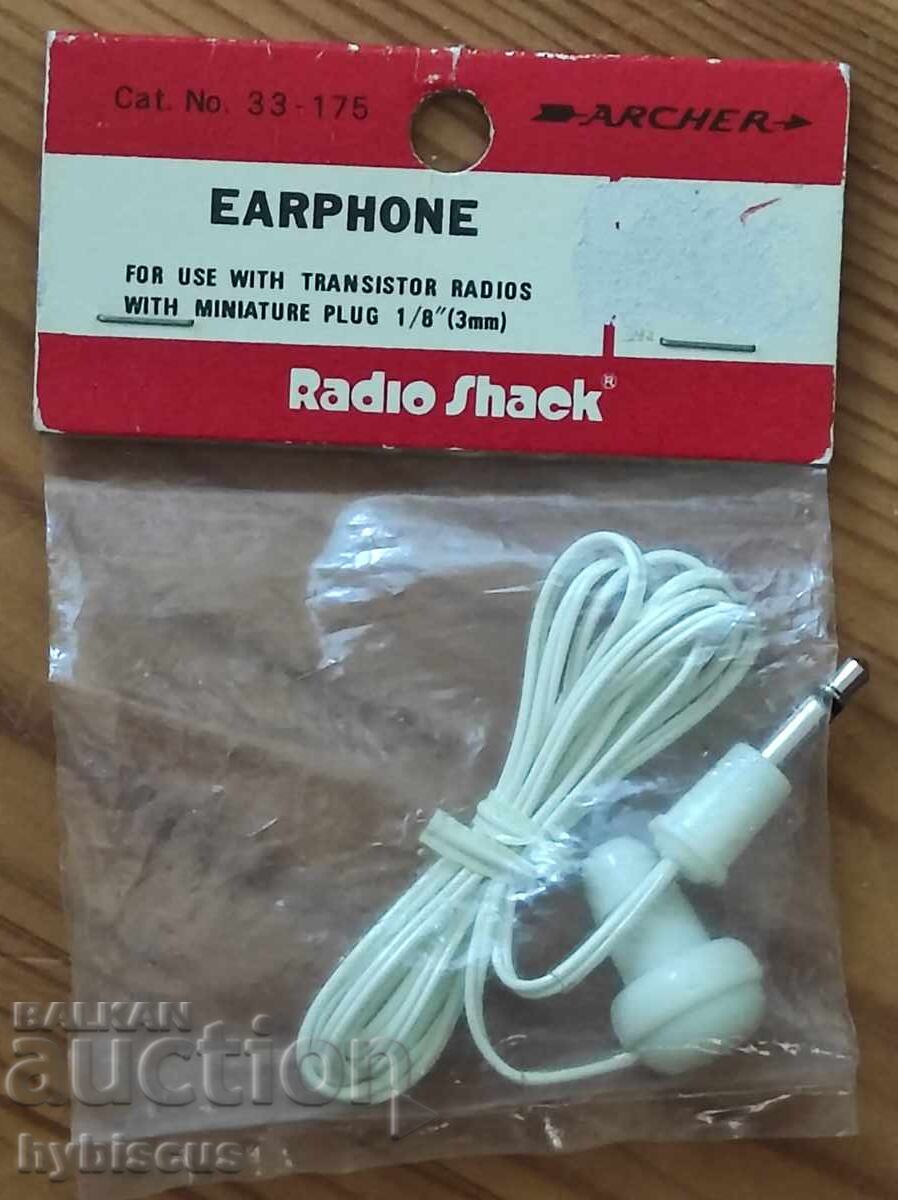 Cat. No. 33-175
ARCHER
EARPHONE
FOR USE WITH TRANSISTOR RADIOS
WITH MINIATURE PLUG 1/8"(3mm)
Radio Shack®
BALKAN
auction
hybiscus